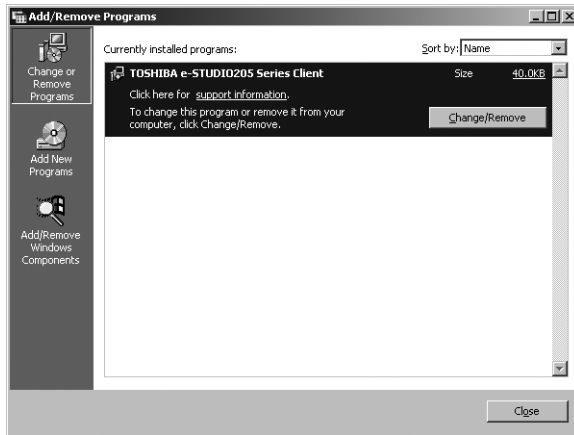 Add/Remove Programs
Change or
Remove
Programs
Add New
Programs
Add/Remove
Windows
Components
Currently installed programs:
Sort by: Name
TOSHIBA e-STUDIO205 Series Client
Size 40.0KB
Click here for support information.
To change this program or remove it from your
computer, click Change/Remove.
Change/Remove
Close